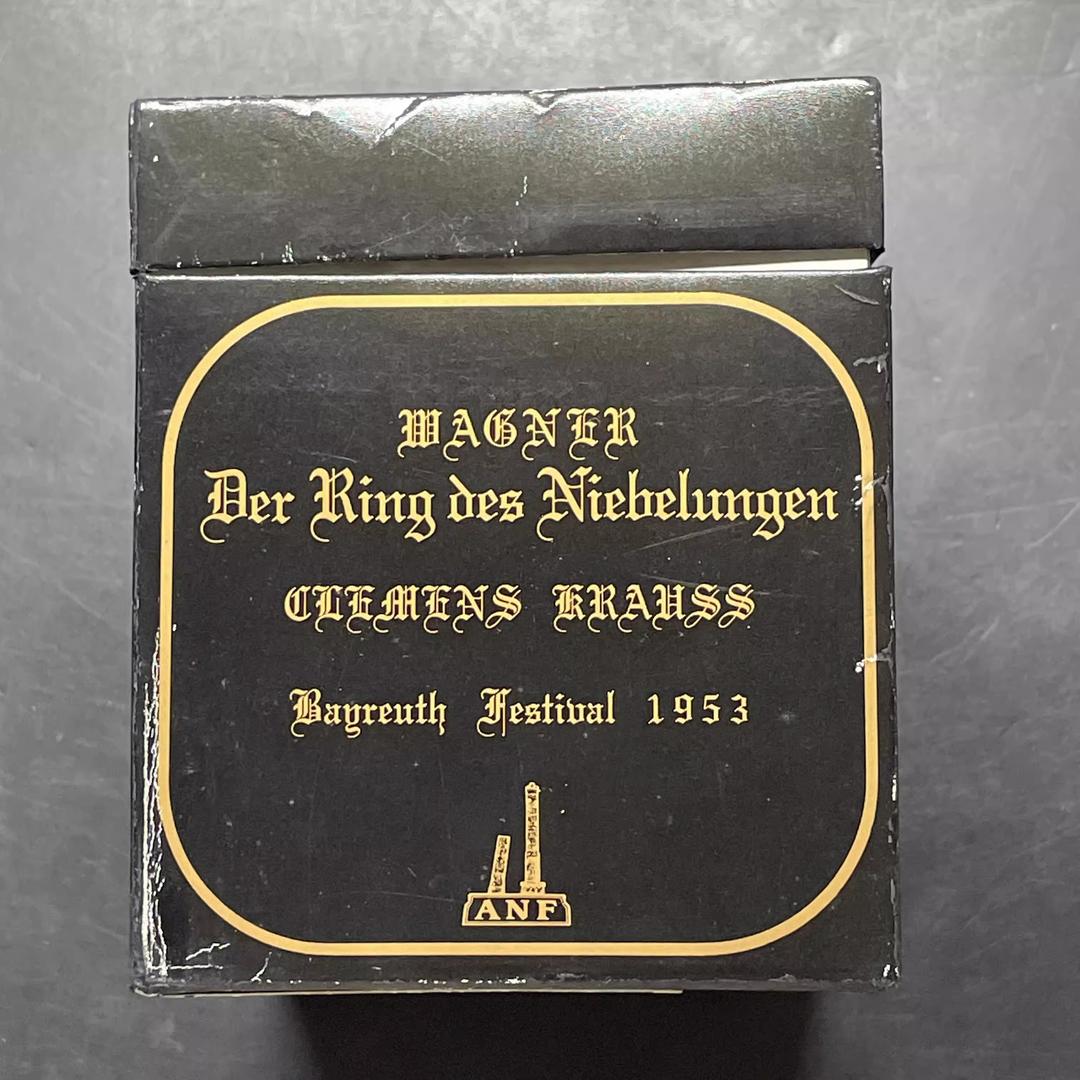 WAGNER
Der Ring des Niebelungen
CLEMENS KRAUSS
Bayreuth Festival 1953
ANF